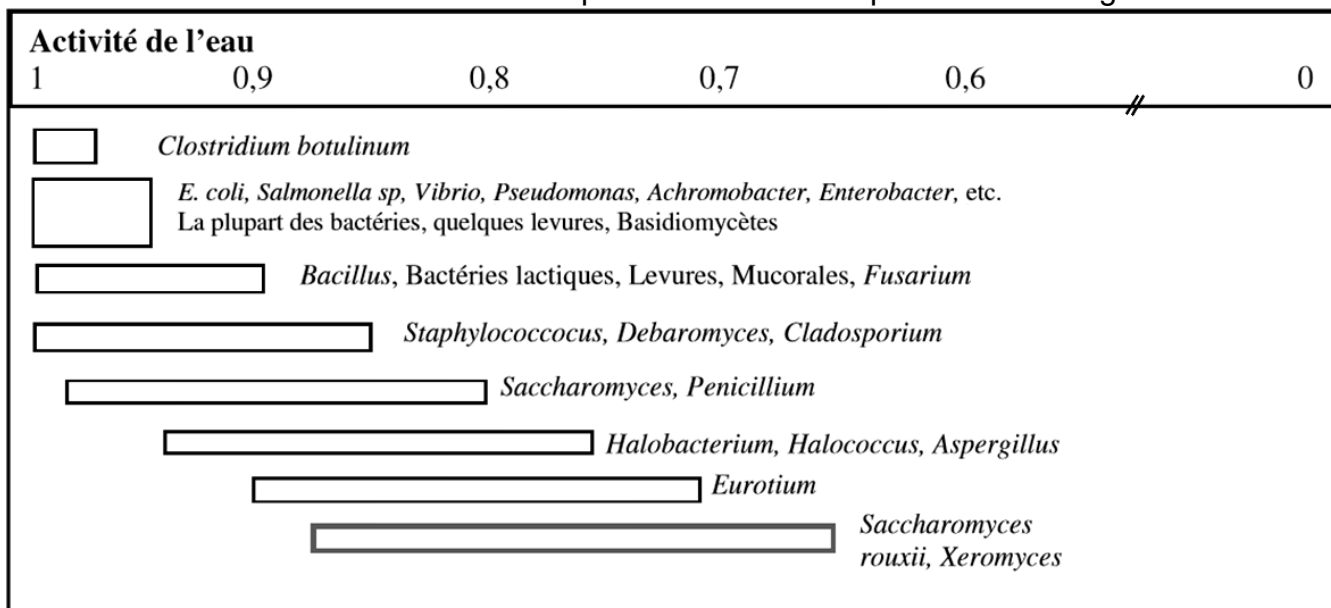 Activité de l’eau
1 0,9 0,8 0,7 0,6 0
Clostridium botulinum
E. coli, Salmonella sp, Vibrio, Pseudomonas, Achromobacter, Enterobacter, etc.
La plupart des bactéries, quelques levures, Basidiomycètes
Bacillus, Bactéries lactiques, Levures, Mucorales, Fusarium
Staphylococcocus, Debaromyces, Cladosporium
Saccharomyces, Penicillium
Halobacterium, Halococcus, Aspergillus
Eurotium
Saccharomyces
rouxii, Xeromyces